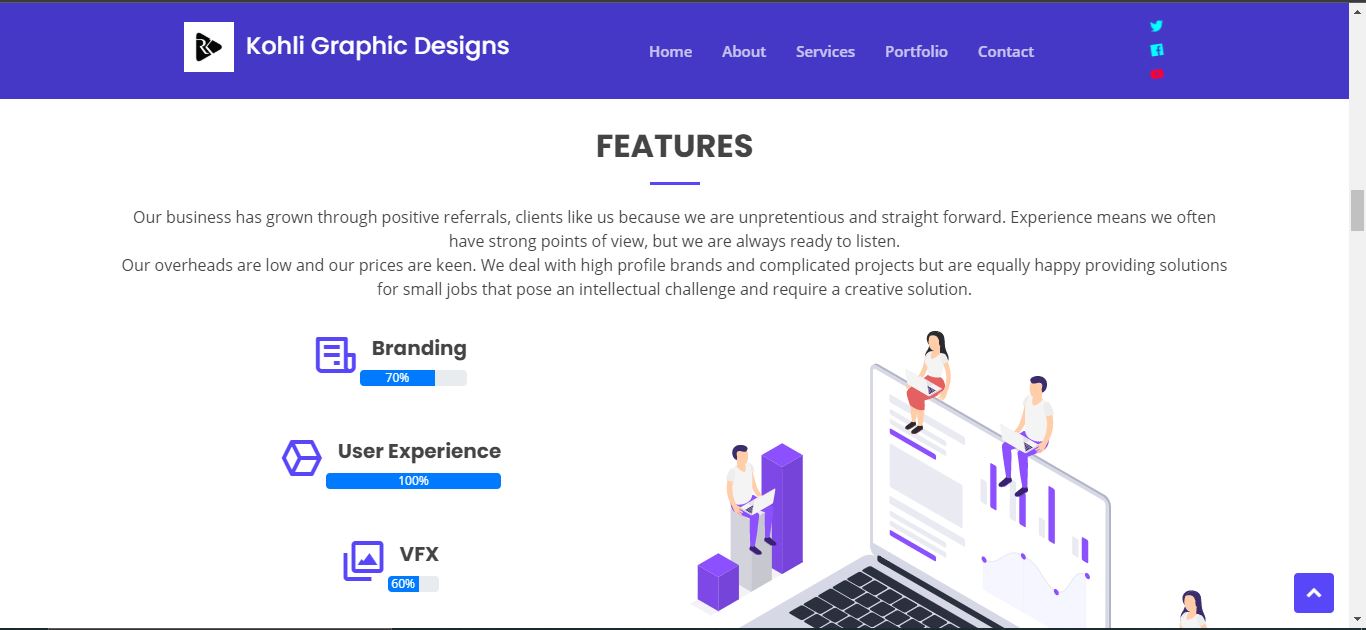 Kohli Graphic Designs
Home About Services Portfolio Contact
FEATURES
Our business has grown through positive referrals, clients like us because we are unpretentious and straight forward. Experience means we often
have strong points of view, but we are always ready to listen.
Our overheads are low and our prices are keen. We deal with high profile brands and complicated projects but are equally happy providing solutions
for small jobs that pose an intellectual challenge and require a creative solution.
Branding
70%
User Experience
100%
VFX
60%